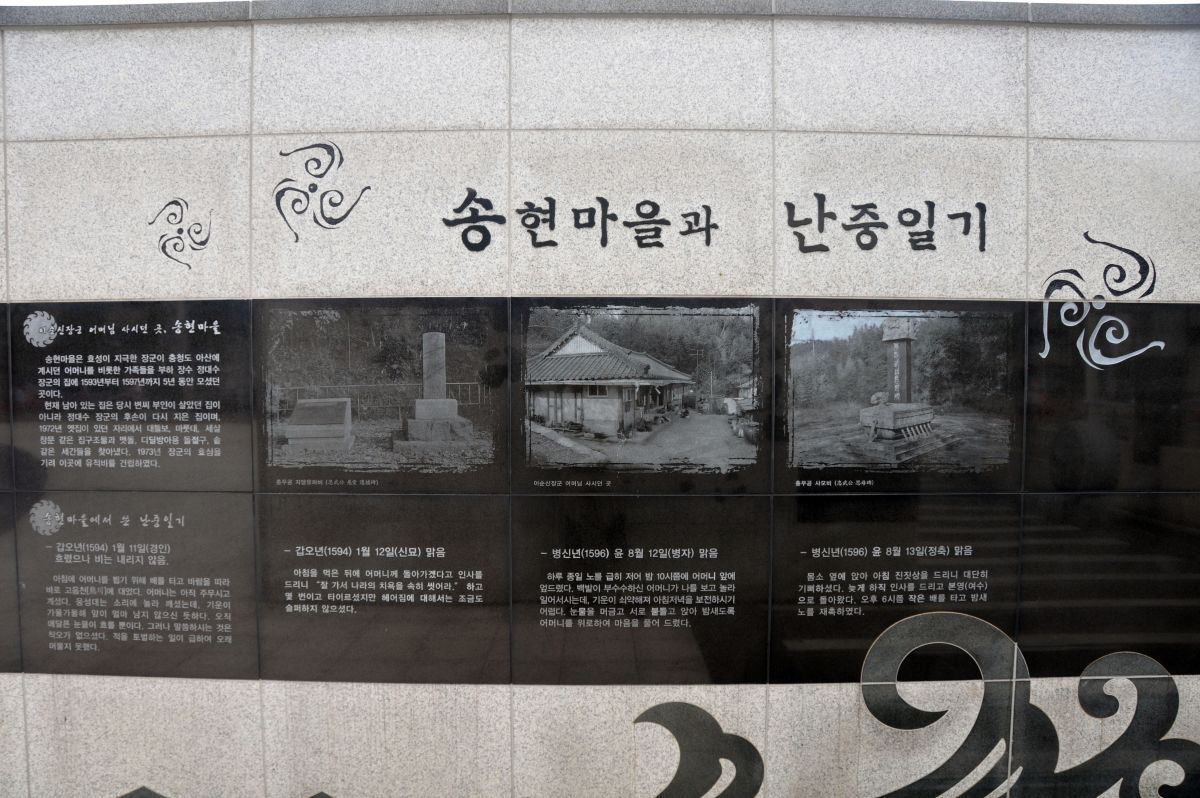 송현마을과 난중일기
이순신장군 어머님 사시던 곳, 송현마을
송현마을은 효성이 지극한 장군이 충청도 아산에
계시던 어머니를 비롯한 가족들을 부하 장수 정대수
장군의 집에 1593년부터 1597년까지 5년 동안 모셨던
곳이다.
현재 남아 있는 집은 당시 변씨 부인이 살았던 집이
아니라 정대수 장군의 후손이 다시 지은 집이며,
1972년 옛집이 있던 자리에서 대들보, 마룻대, 세살
창문 같은 집구조물과 맷돌, 디딜방아용 돌절구, 솥
같은 세간들을 찾아냈다. 1973년 장군의 효심을
기려 이곳에 유적비를 건립하였다.
충무공 자당유허비 (忠武公 慈堂 遺墟碑)
이순신장군 어머님 사시던 곳
충무공 사모비 (忠武公 思母碑)
송현마을에서 쓴 난중일기
– 갑오년(1594) 1월 11일(경인)
흐렸으나 비는 내리지 않음.
아침에 어머니를 뵙기 위해 배를 타고 바람을 따라
바로 고음천에 대었다. 어머니는 아직 주무시고
계셨다. 웅성대는 소리에 놀라 깨셨는데, 기운이
가물가물해 앞이 얼마 남지 않으신 듯하다. 오직
애달픈 눈물이 흐를 뿐이다. 그러나 말씀하시는 것은
착오가 없으셨다. 적을 토벌하는 일이 급하여 오래
머물지 못했다.
– 갑오년(1594) 1월 12일(신묘) 맑음
아침을 먹은 뒤에 어머니께 돌아가겠다고 인사를
드리니 “잘 가서 나라의 치욕을 속히 씻어라.” 하고
몇 번이고 타이르셨지만 헤어짐에 대해서는 조금도
슬퍼하지 않으셨다.
– 병신년(1596) 윤 8월 12일(병자) 맑음
하루 종일 노를 급히 저어 밤 10시쯤에 어머니 앞에
엎드렸다. 백발이 부수수하신 어머니가 나를 보고 놀라
일어서시는데, 기운이 쇠약해져 아침저녁을 보전하시기
어렵다. 눈물을 머금고 서로 붙들고 앉아 밤새도록
어머니를 위로하여 마음을 풀어 드렸다.
– 병신년(1596) 윤 8월 13일(정축) 맑음
몸소 옆에 앉아 아침 진짓상을 드리니 대단히
기뻐하셨다. 늦게 하직 인사를 드리고 본영(여수)
으로 돌아왔다. 오후 6시쯤 작은 배를 타고 밤새
노를 재촉하였다.